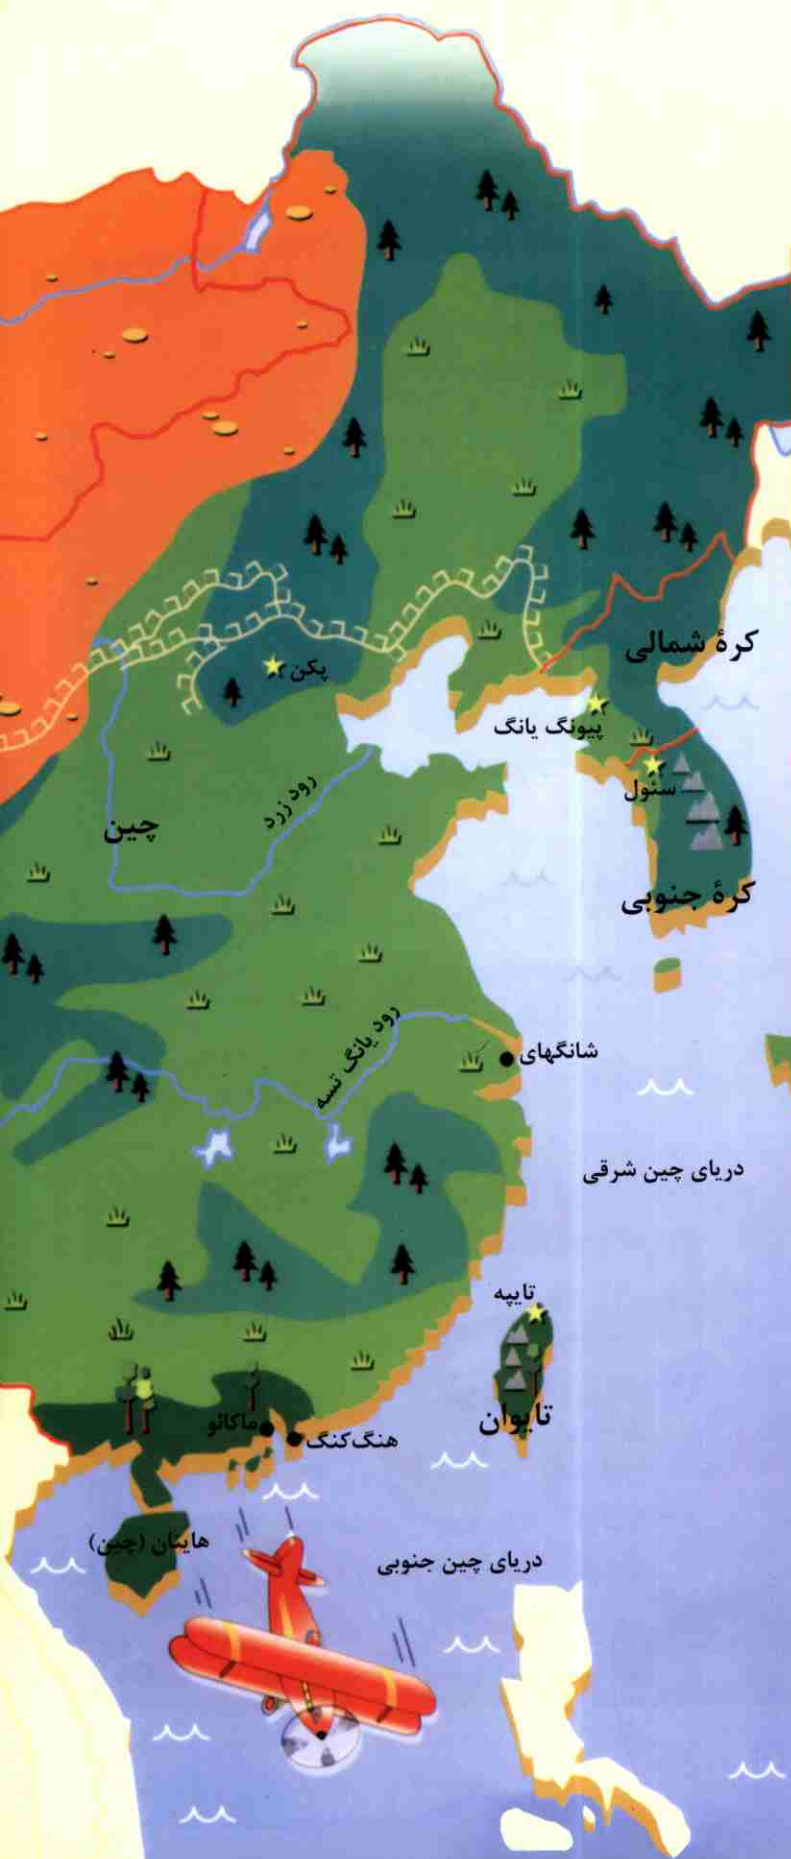 کرهٔ شمالی
پکن
پیونگ یانگ
سئول
رود زرد
چین
کرهٔ جنوبی
رود یانگ تسه
شانگهای
دریای چین شرقی
تایپه
تایوان
ماکائو
هنگ‌کنگ
هاینان (چین)
دریای چین جنوبی